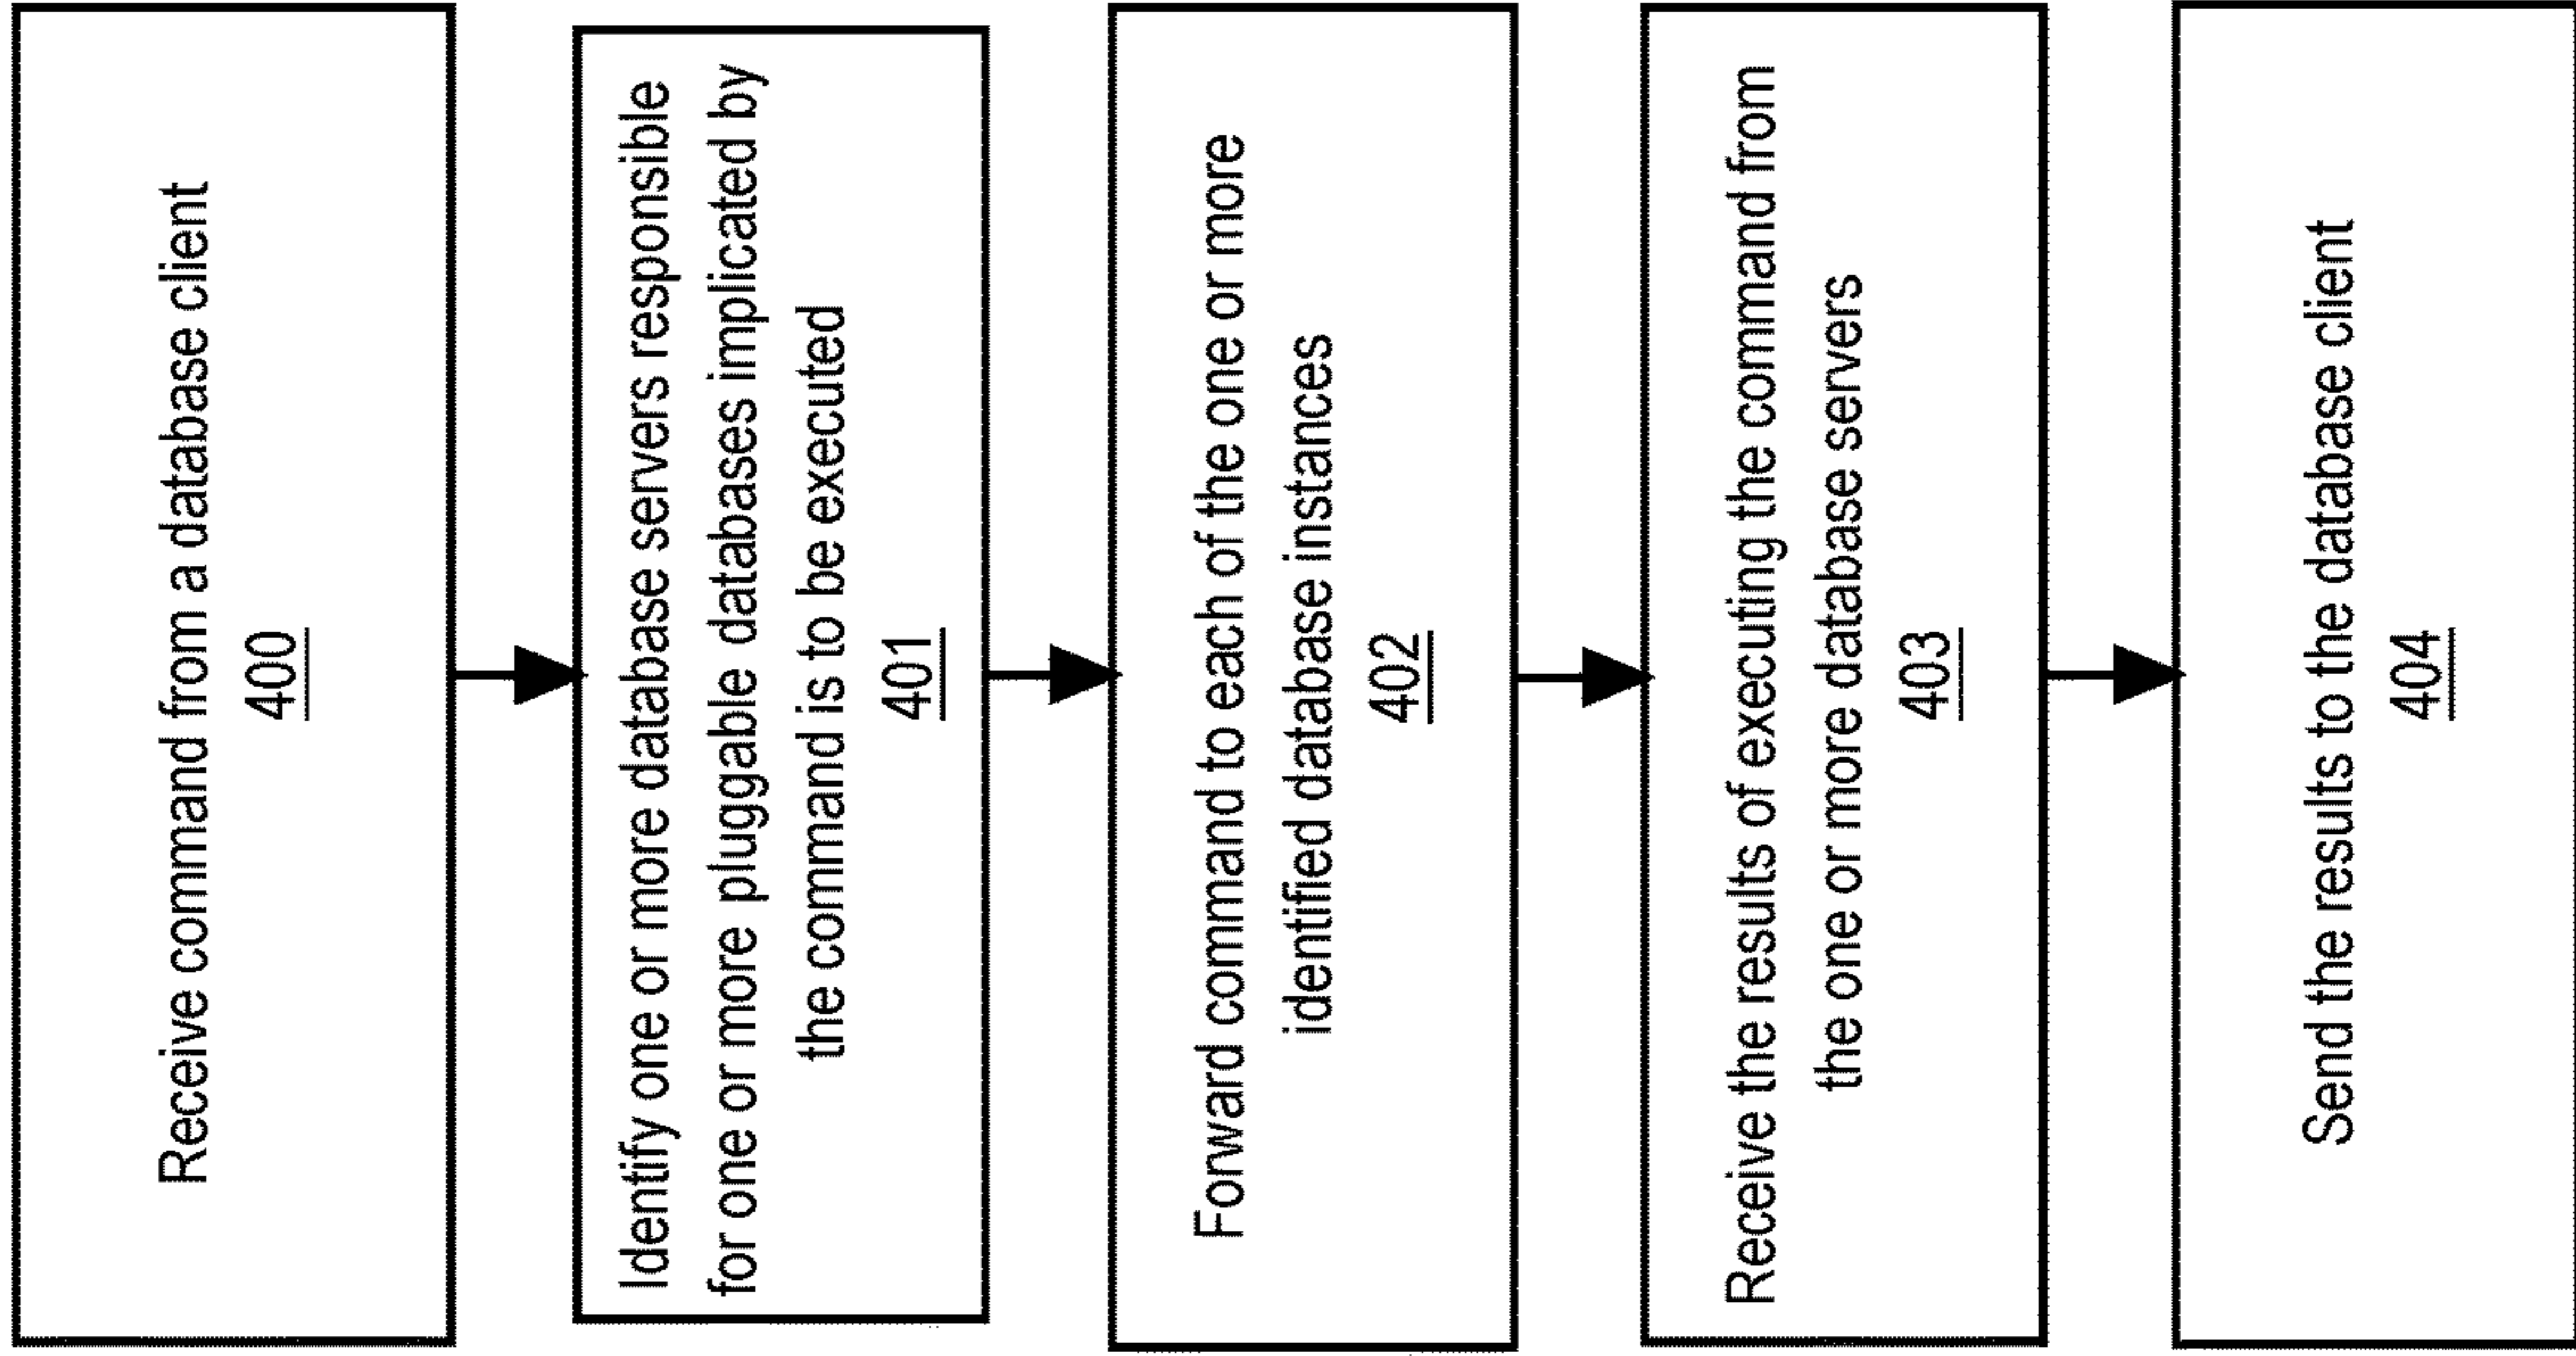 Receive command from a database client
400
Identify one or more database servers responsible
for one or more pluggable databases implicated by
the command is to be executed
401
Forward command to each of the one or more
identified database instances
402
Receive the results of executing the command from
the one or more database servers
403
Send the results to the database client
404